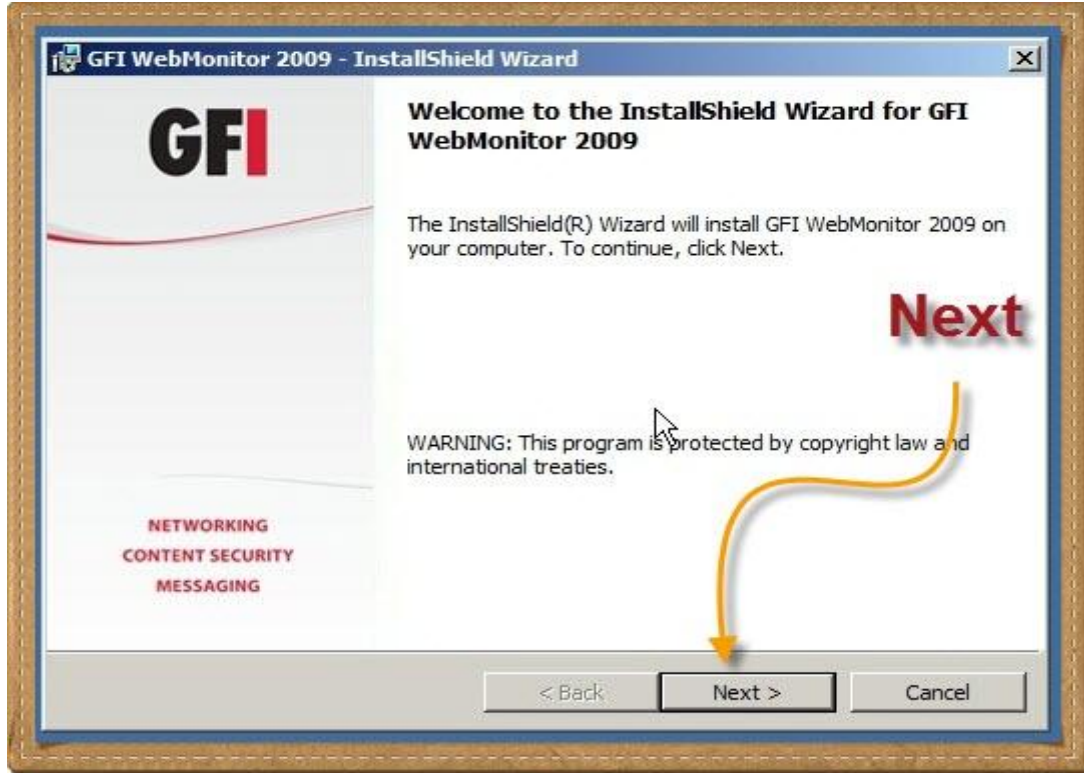 GFI WebMonitor 2009 - InstallShield Wizard
GFI
Welcome to the InstallShield Wizard for GFI
WebMonitor 2009
The InstallShield(R) Wizard will install GFI WebMonitor 2009 on
your computer. To continue, click Next.
Next
WARNING: This program is protected by copyright law and
international treaties.
NETWORKING
CONTENT SECURITY
MESSAGING
< Back
Next >
Cancel